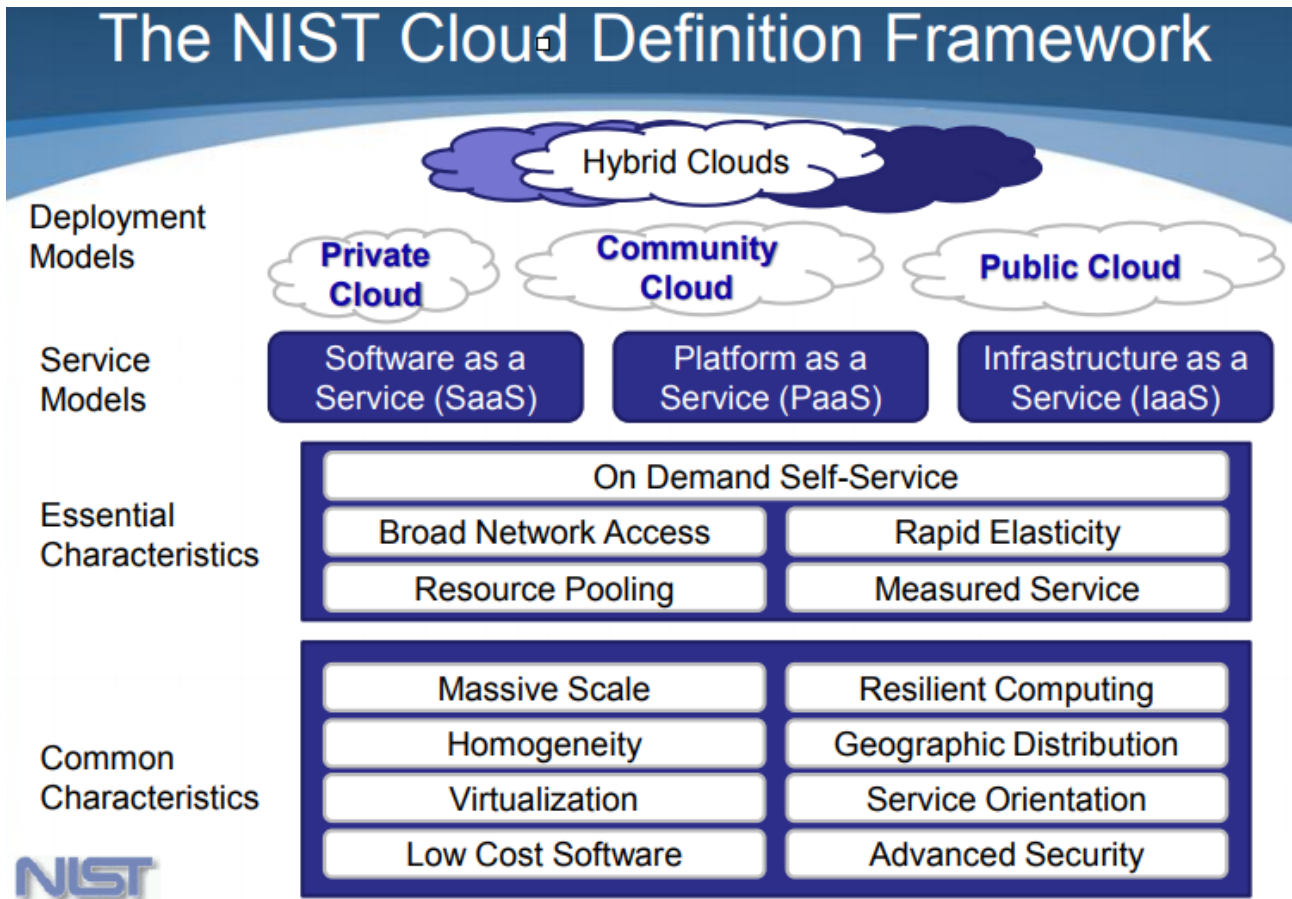 The NIST Cloud Definition Framework
Hybrid Clouds
Deployment
Models
Private
Cloud
Community
Cloud
Public Cloud
Service
Models
Software as a
Service (SaaS)
Platform as a
Service (PaaS)
Infrastructure as a
Service (IaaS)
Essential
Characteristics
On Demand Self-Service
Broad Network Access
Rapid Elasticity
Resource Pooling
Measured Service
Common
Characteristics
Massive Scale
Resilient Computing
Homogeneity
Geographic Distribution
Virtualization
Service Orientation
Low Cost Software
Advanced Security
NIST